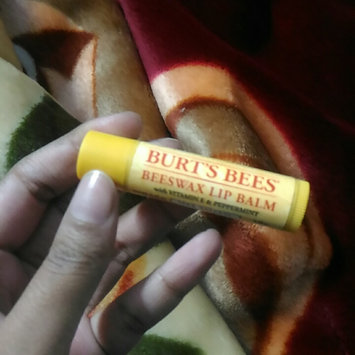 BURT'S BEES
BEESWAX LIP BALM
with VITAMIN E & PEPPERMINT